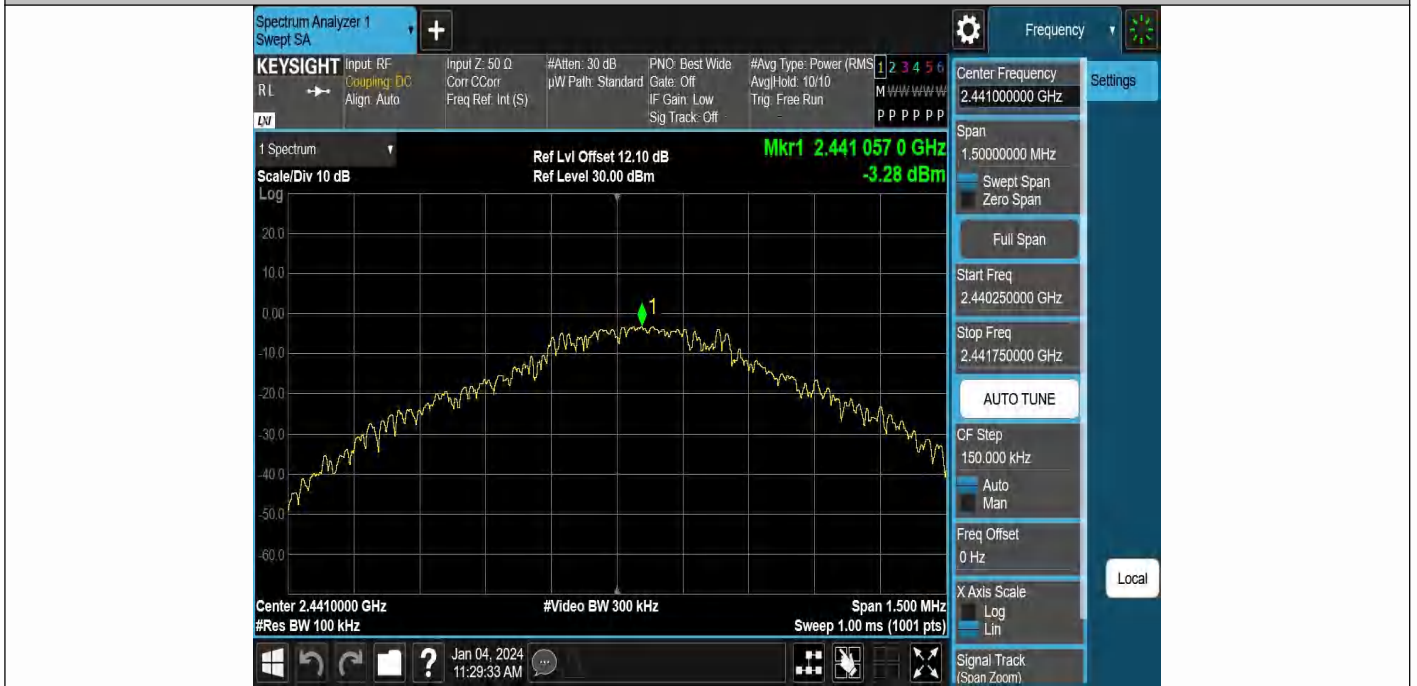 Spectrum Analyzer 1
Swept SA
+
Frequency
KEYSIGHT
RL
LXI
Input: RF
Coupling: DC
Align: Auto
Input Z: 50 Ω
Corr CCorr
Freq Ref: Int (S)
#Atten: 30 dB
µW Path: Standard
PNO: Best Wide
Gate: Off
IF Gain: Low
Sig Track: Off
#Avg Type: Power (RMS
Avg|Hold: 10/10
Trig: Free Run
1 2 3 4 5 6
M W W W W W
P P P P P P
1 Spectrum
Scale/Div 10 dB
Log
Ref Lvl Offset 12.10 dB
Ref Level 30.00 dBm
Mkr1 2.441 057 0 GHz
-3.28 dBm
20.0
10.0
0.00
-10.0
-20.0
-30.0
-40.0
-50.0
-60.0
1
Center 2.4410000 GHz
#Res BW 100 kHz
#Video BW 300 kHz
Span 1.500 MHz
Sweep 1.00 ms (1001 pts)
Center Frequency
2.441000000 GHz
Settings
Span
1.50000000 MHz
Swept Span
Zero Span
Full Span
Start Freq
2.440250000 GHz
Stop Freq
2.441750000 GHz
AUTO TUNE
CF Step
150.000 kHz
Auto
Man
Freq Offset
0 Hz
X Axis Scale
Log
Lin
Local
Signal Track
(Span Zoom)
?
Jan 04, 2024
11:29:33 AM